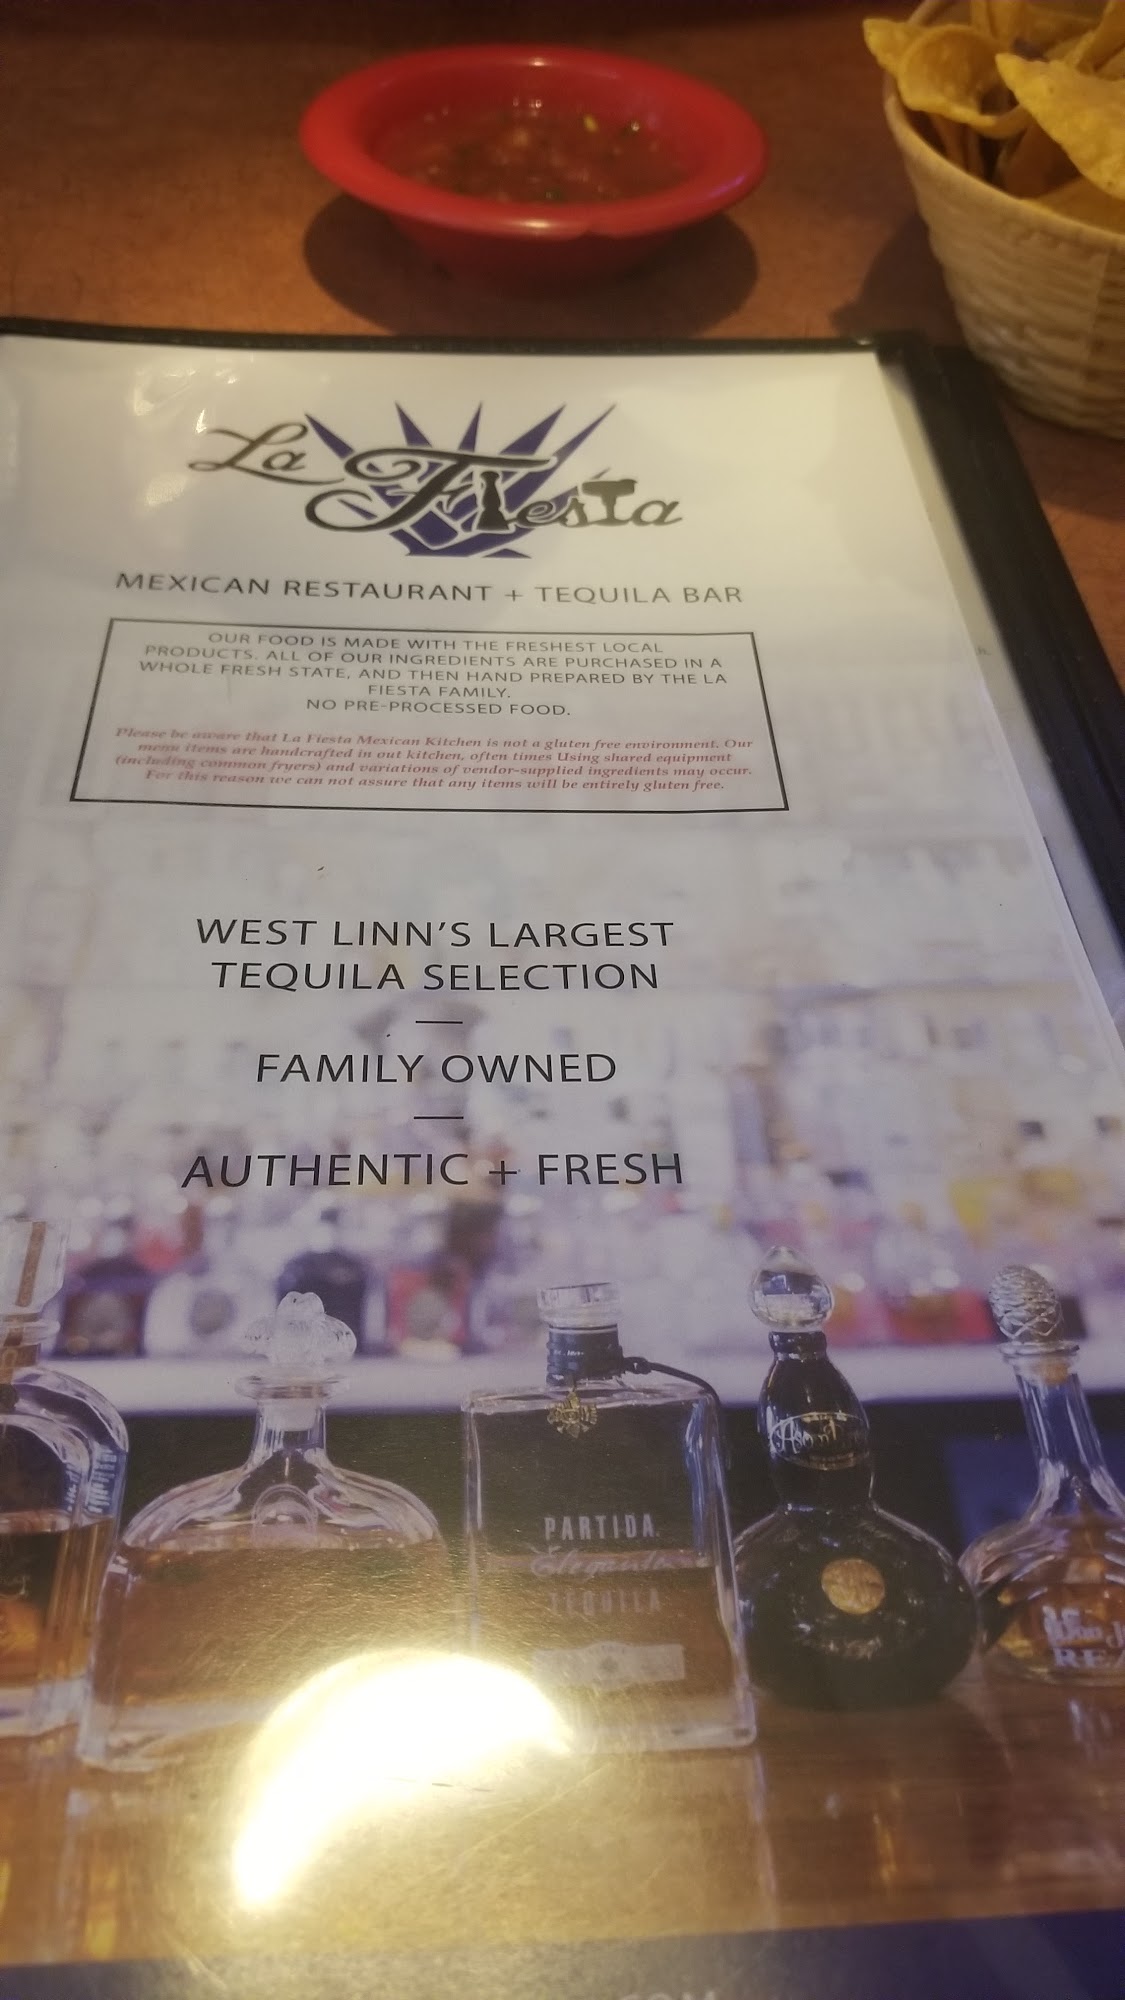 La Fiesta
MEXICAN RESTAURANT + TEQUILA BAR
OUR FOOD IS MADE WITH THE FRESHEST LOCAL
PRODUCTS. ALL OF OUR INGREDIENTS ARE PURCHASED IN A
WHOLE FRESH STATE, AND THEN HAND PREPARED BY THE LA
FIESTA FAMILY.
NO PRE-PROCESSED FOOD.
Please be aware that La Fiesta Mexican Kitchen is not a gluten free environment. Our
menu items are handcrafted in out kitchen, often times Using shared equipment
(including common fryers) and variations of vendor-supplied ingredients may occur.
For this reason we can not assure that any items will be entirely gluten free.
WEST LINN'S LARGEST
TEQUILA SELECTION
—
FAMILY OWNED
—
AUTHENTIC + FRESH
PARTIDA
Elegante
TEQUILA